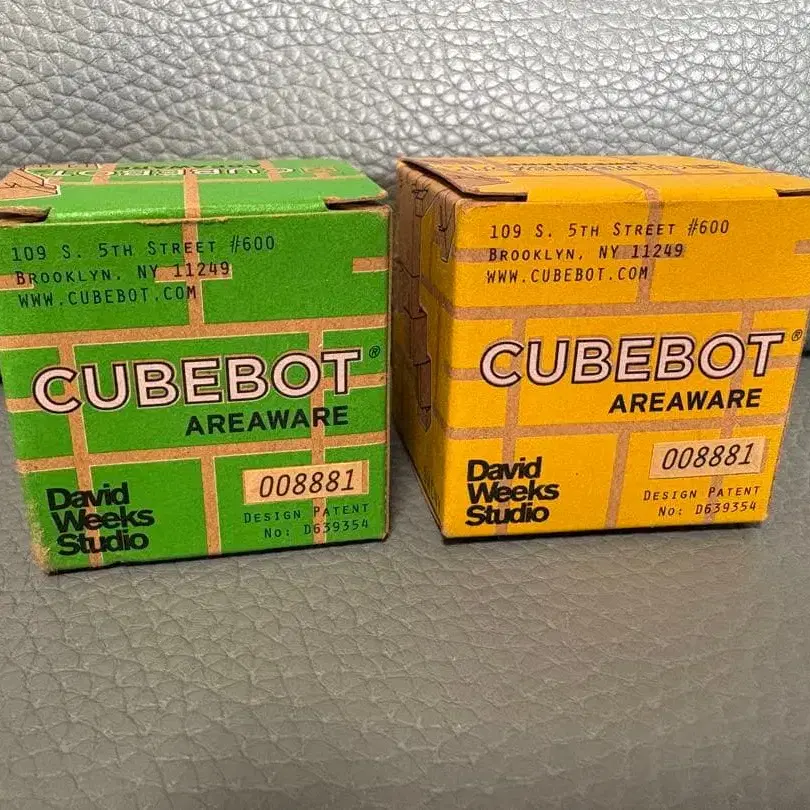 CUBEBOT
AREAWARE
109 S. 5TH STREET #600
BROOKLYN, NY 11249
WWW.CUBEBOT.COM
CUBEBOT®
AREAWARE
David
Weeks
Studio
008881
DESIGN PATENT
No: D639354
109 S. 5TH STREET #600
BROOKLYN, NY 11249
WWW.CUBEBOT.COM
CUBEBOT®
AREAWARE
David
Weeks
Studio
008881
DESIGN PATENT
No: D639354